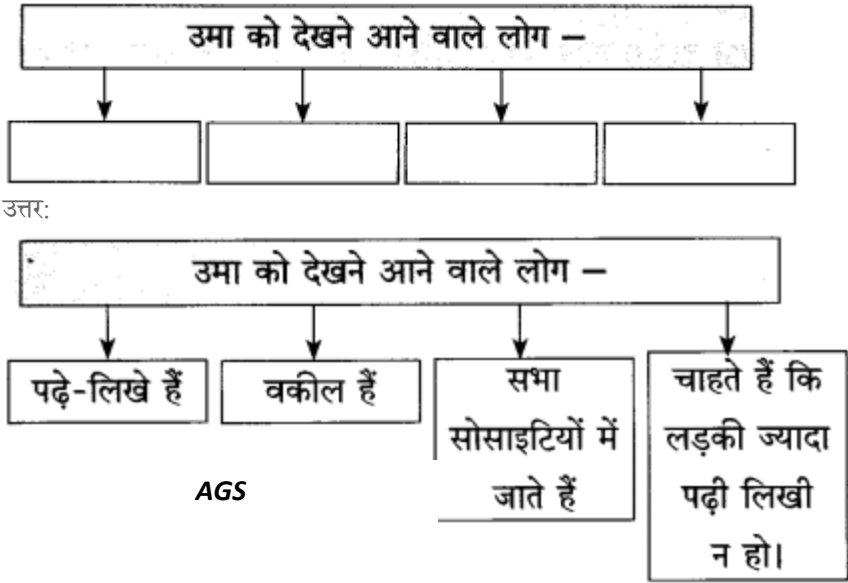 उमा को देखने आने वाले लोग –
उत्तर:
उमा को देखने आने वाले लोग –
पढ़े-लिखे हैं
वकील हैं
सभा
सोसाइटियों में
जाते हैं
चाहते हैं कि
लड़की ज्यादा
पढ़ी लिखी
न हो।
AGS